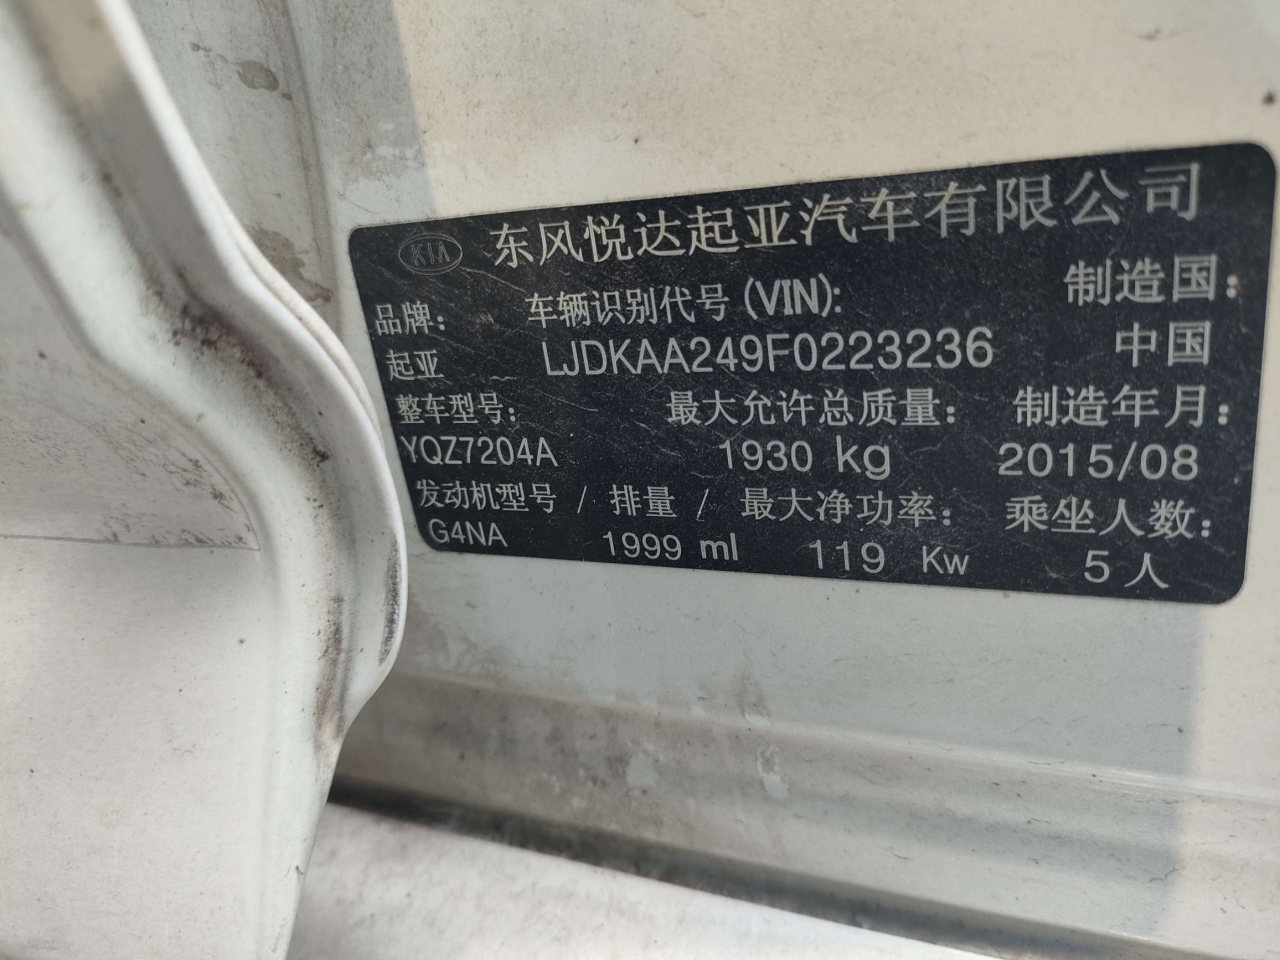 KIA 东风悦达起亚汽车有限公司
品牌： 车辆识别代号 (VIN): 制造国：
起亚 LJDKAA249F0223236 中国
整车型号： 最大允许总质量： 制造年月：
YQZ7204A 1930 kg 2015/08
发动机型号 / 排量 / 最大净功率： 乘坐人数：
G4NA 1999 ml 119 Kw 5人